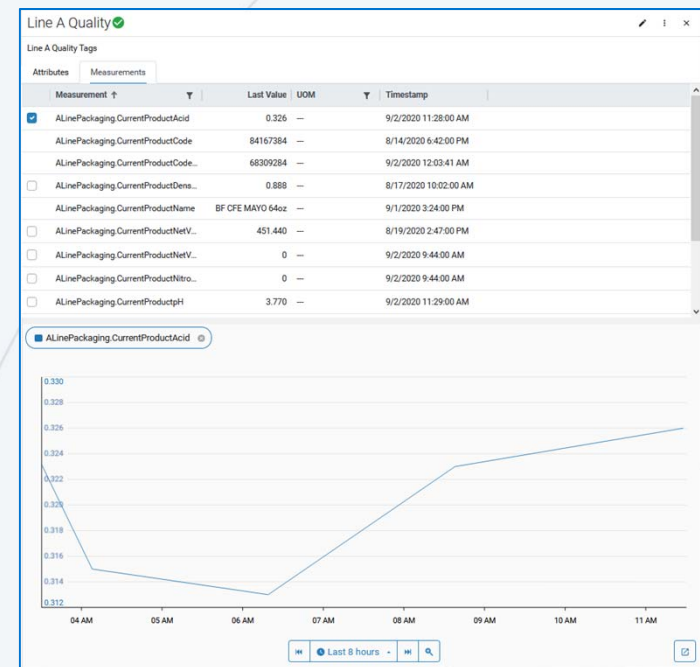 Line A Quality
Line A Quality Tags
Attributes Measurements
Measurement ↑ Last Value UOM Timestamp
ALinePackaging.CurrentProductAcid 0.326 — 9/2/2020 11:28:00 AM
ALinePackaging.CurrentProductCode 84167384 — 8/14/2020 6:42:00 PM
ALinePackaging.CurrentProductCode... 68309284 — 9/2/2020 12:03:41 AM
ALinePackaging.CurrentProductDens... 0.888 — 8/17/2020 10:02:00 AM
ALinePackaging.CurrentProductName BF CFE MAYO 64oz — 9/1/2020 3:24:00 PM
ALinePackaging.CurrentProductNetV... 451.440 — 8/19/2020 2:47:00 PM
ALinePackaging.CurrentProductNetV... 0 — 9/2/2020 9:44:00 AM
ALinePackaging.CurrentProductNitro... 0 — 9/2/2020 9:44:00 AM
ALinePackaging.CurrentProductpH 3.770 — 9/2/2020 11:29:00 AM
ALinePackaging.CurrentProductAcid
0.330
0.328
0.326
0.324
0.322
0.320
0.318
0.316
0.314
0.312
04 AM 05 AM 06 AM 07 AM 08 AM 09 AM 10 AM 11 AM
Last 8 hours